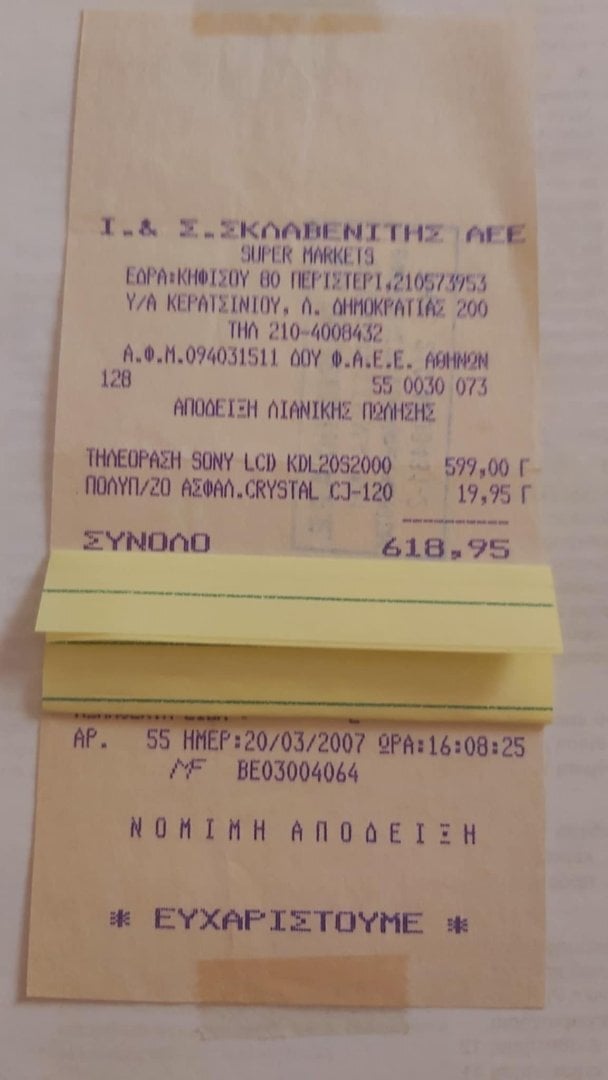 Ι.& Σ.ΣΚΛΑΒΕΝΙΤΗΣ ΑΕΕ
SUPER MARKETS
ΕΔΡΑ:ΚΗΦΙΣΟΥ 80 ΠΕΡΙΣΤΕΡΙ,210573953
Υ/Α ΚΕΡΑΤΣΙΝΙΟΥ, Λ. ΔΗΜΟΚΡΑΤΙΑΣ 200
ΤΗΛ 210-4008432
Α.Φ.Μ.094031511 ΔΟΥ Φ.Α.Ε.Ε. ΑΘΗΝΩΝ
128 55 0030 073
ΑΠΟΔΕΙΞΗ ΛΙΑΝΙΚΗΣ ΠΩΛΗΣΗΣ
ΤΗΛΕΟΡΑΣΗ SONY LCD KDL20S2000 599,00 Γ
ΠΟΛΥΠ/ΖΟ ΑΣΦΑΛ.CRYSTAL CJ-120 19,95 Γ
ΣΥΝΟΛΟ 618,95
ΑΡ. 55 ΗΜΕΡ:20/03/2007 ΩΡΑ:16:08:25
MF BE03004064
ΝΟΜΙΜΗ ΑΠΟΔΕΙΞΗ
* ΕΥΧΑΡΙΣΤΟΥΜΕ *